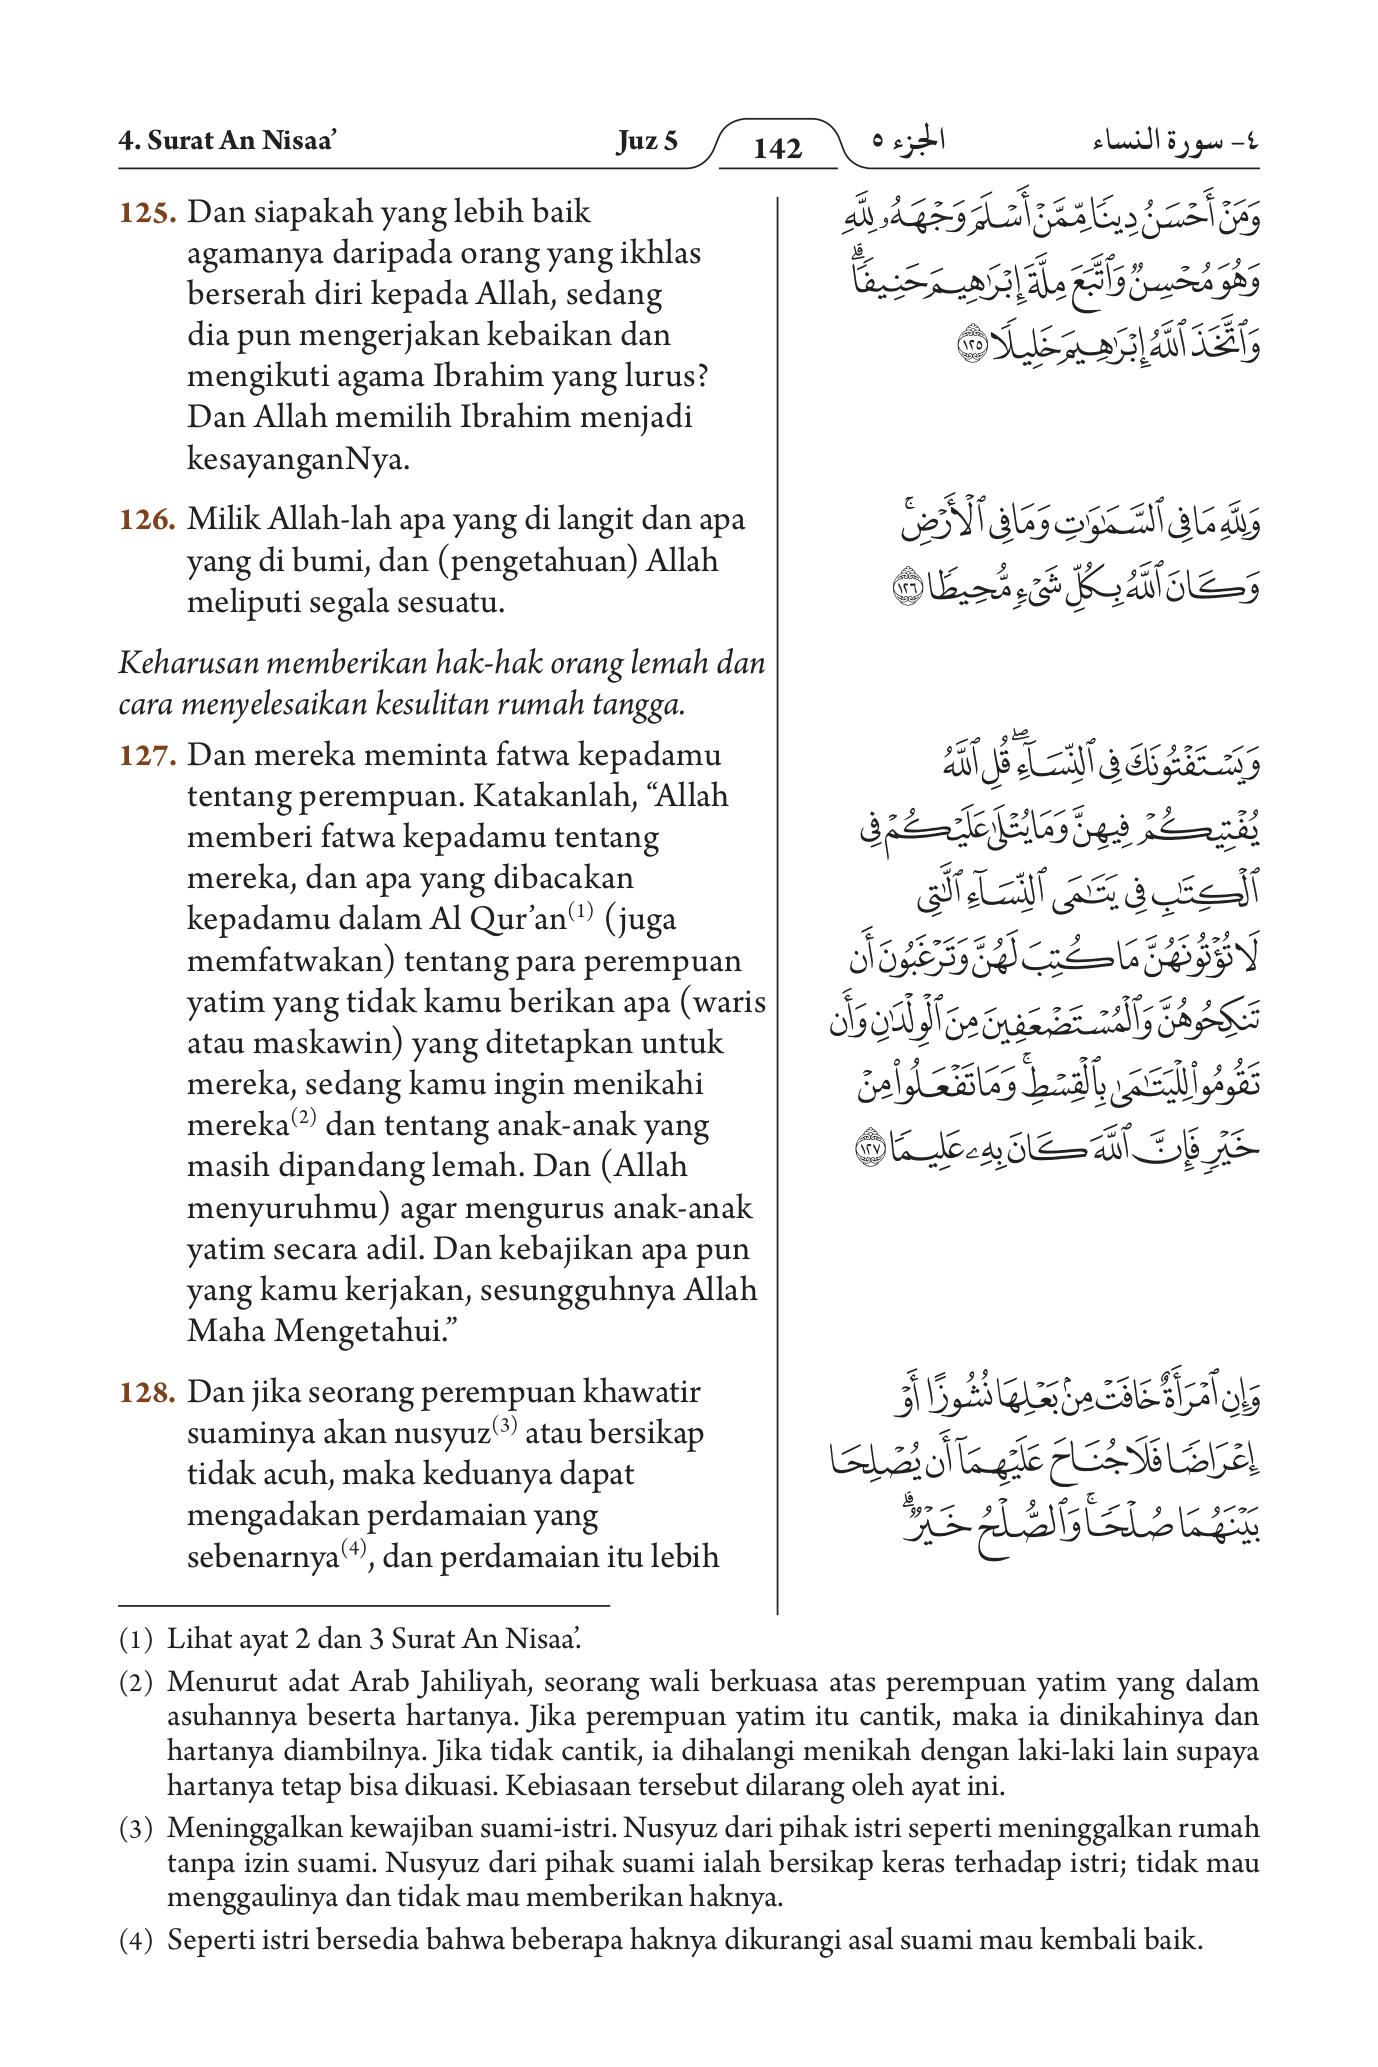 4. Surat An Nisaa’
Juz 5
142
الجزء ٥
٤- سورة النساء
125. Dan siapakah yang lebih baik
agamanya daripada orang yang ikhlas
berserah diri kepada Allah, sedang
dia pun mengerjakan kebaikan dan
mengikuti agama Ibrahim yang lurus?
Dan Allah memilih Ibrahim menjadi
kesayanganNya.
وَمَنْ أَحْسَنُ دِينًا مِّمَّنْ أَسْلَمَ وَجْهَهُۥ لِلَّهِ
وَهُوَ مُحْسِنٌ وَٱتَّبَعَ مِلَّةَ إِبْرَٰهِيمَ حَنِيفًا ۗ
وَٱتَّخَذَ ٱللَّهُ إِبْرَٰهِيمَ خَلِيلًا ١٢٥
126. Milik Allah-lah apa yang di langit dan apa
yang di bumi, dan (pengetahuan) Allah
meliputi segala sesuatu.
وَلِلَّهِ مَا فِى ٱلسَّمَٰوَٰتِ وَمَا فِى ٱلْأَرْضِ ۚ
وَكَانَ ٱللَّهُ بِكُلِّ شَىْءٍ مُّحِيطًا ١٢٦
Keharusan memberikan hak-hak orang lemah dan
cara menyelesaikan kesulitan rumah tangga.
127. Dan mereka meminta fatwa kepadamu
tentang perempuan. Katakanlah, “Allah
memberi fatwa kepadamu tentang
mereka, dan apa yang dibacakan
kepadamu dalam Al Qur’an(1) (juga
memfatwakan) tentang para perempuan
yatim yang tidak kamu berikan apa (waris
atau maskawin) yang ditetapkan untuk
mereka, sedang kamu ingin menikahi
mereka(2) dan tentang anak-anak yang
masih dipandang lemah. Dan (Allah
menyuruhmu) agar mengurus anak-anak
yatim secara adil. Dan kebajikan apa pun
yang kamu kerjakan, sesungguhnya Allah
Maha Mengetahui.”
وَيَسْتَفْتُونَكَ فِى ٱلنِّسَآءِ ۖ قُلِ ٱللَّهُ
يُفْتِيكُمْ فِيهِنَّ وَمَا يُتْلَىٰ عَلَيْكُمْ فِى
ٱلْكِتَٰبِ فِى يَتَٰمَى ٱلنِّسَآءِ ٱلَّٰتِى
لَا تُؤْتُونَهُنَّ مَا كُتِبَ لَهُنَّ وَتَرْغَبُونَ أَن
تَنكِحُوهُنَّ وَٱلْمُسْتَضْعَفِينَ مِنَ ٱلْوِلْدَٰنِ وَأَن
تَقُومُوا۟ لِلْيَتَٰمَىٰ بِٱلْقِسْطِ ۚ وَمَا تَفْعَلُوا۟ مِنْ
خَيْرٍ فَإِنَّ ٱللَّهَ كَانَ بِهِۦ عَلِيمًا ١٢٧
128. Dan jika seorang perempuan khawatir
suaminya akan nusyuz(3) atau bersikap
tidak acuh, maka keduanya dapat
mengadakan perdamaian yang
sebenarnya(4), dan perdamaian itu lebih
وَإِنِ ٱمْرَأَةٌ خَافَتْ مِنۢ بَعْلِهَا نُشُوزًا أَوْ
إِعْرَاضًا فَلَا جُنَاحَ عَلَيْهِمَآ أَن يُصْلِحَا
بَيْنَهُمَا صُلْحًا ۚ وَٱلصُّلْحُ خَيْرٌ ۗ
(1) Lihat ayat 2 dan 3 Surat An Nisaa’.
(2) Menurut adat Arab Jahiliyah, seorang wali berkuasa atas perempuan yatim yang dalam
asuhannya beserta hartanya. Jika perempuan yatim itu cantik, maka ia dinikahinya dan
hartanya diambilnya. Jika tidak cantik, ia dihalangi menikah dengan laki-laki lain supaya
hartanya tetap bisa dikuasi. Kebiasaan tersebut dilarang oleh ayat ini.
(3) Meninggalkan kewajiban suami-istri. Nusyuz dari pihak istri seperti meninggalkan rumah
tanpa izin suami. Nusyuz dari pihak suami ialah bersikap keras terhadap istri; tidak mau
menggaulinya dan tidak mau memberikan haknya.
(4) Seperti istri bersedia bahwa beberapa haknya dikurangi asal suami mau kembali baik.